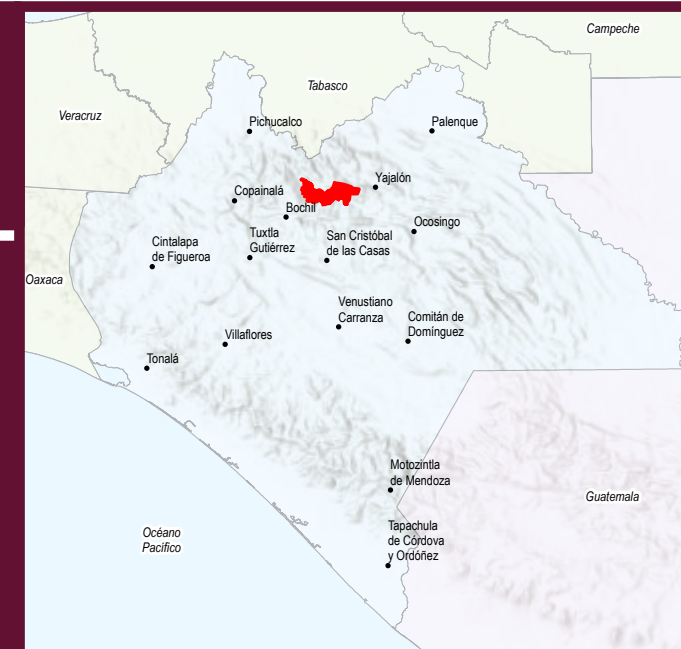 Campeche
Tabasco
Veracruz
Pichucalco
Palenque
Yajalón
Copainalá
Bochil
Ocosingo
Tuxtla
Gutiérrez
San Cristóbal
de las Casas
Cintalapa
de Figueroa
Oaxaca
Venustiano
Carranza
Comitán de
Domínguez
Villaflores
Tonalá
Motozintla
de Mendoza
Guatemala
Océano
Pacífico
Tapachula
de Córdova
y Ordóñez